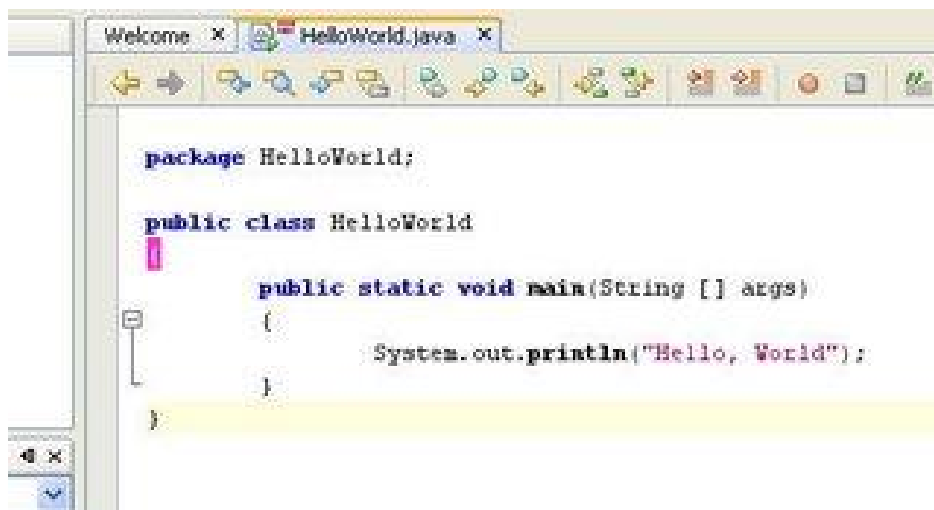 Welcome HelloWorld.java
package HelloWorld;
public class HelloWorld
{
public static void main(String [] args)
{
System.out.println("Hello, World");
}
}